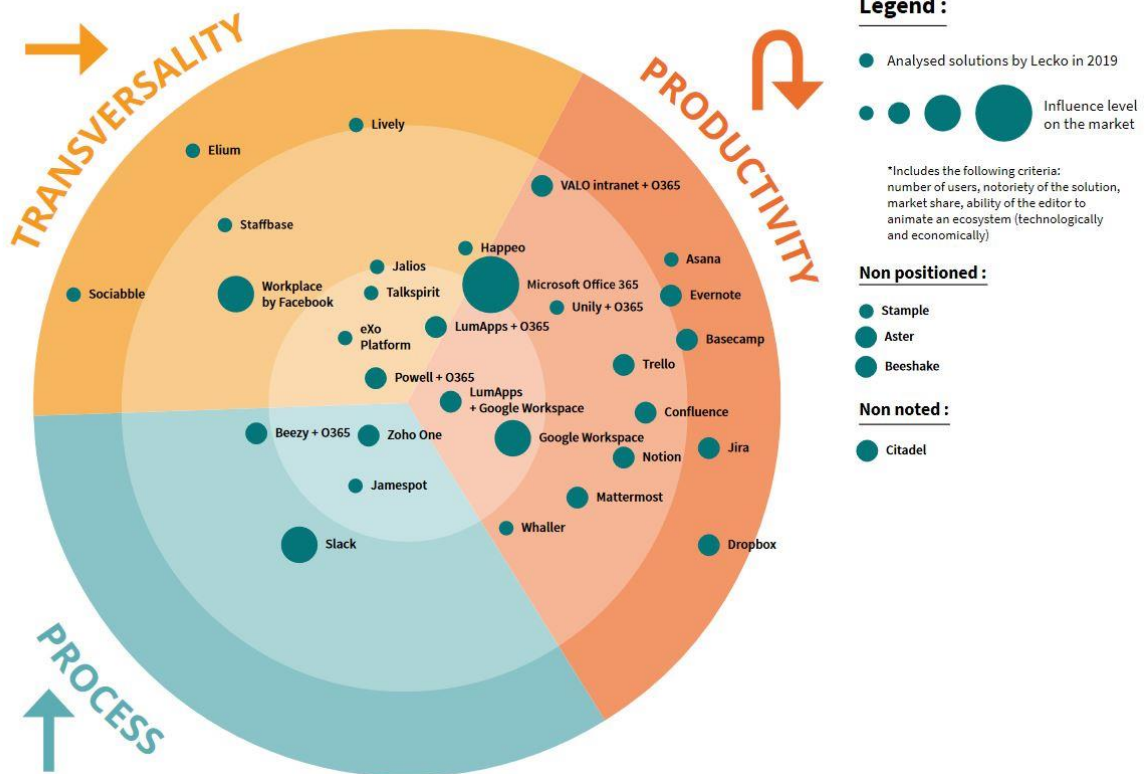 TRANSVERSALITY
PRODUCTIVITY
PROCESS
Lively
Elium
Staffbase
Sociabble
Workplace
by Facebook
Jalios
Talkspirit
eXo
Platform
Powell + O365
VALO intranet + O365
Happeo
Microsoft Office 365
Unily + O365
LumApps + O365
Asana
Evernote
Basecamp
Trello
LumApps
+ Google Workspace
Confluence
Google Workspace
Jira
Notion
Mattermost
Whaller
Dropbox
Beezy + O365
Zoho One
Jamespot
Slack
Legend :
Analysed solutions by Lecko in 2019
Influence level
on the market
*Includes the following criteria:
number of users, notoriety of the solution,
market share, ability of the editor to
animate an ecosystem (technologically
and economically)
Non positioned :
Stample
Aster
Beeshake
Non noted :
Citadel